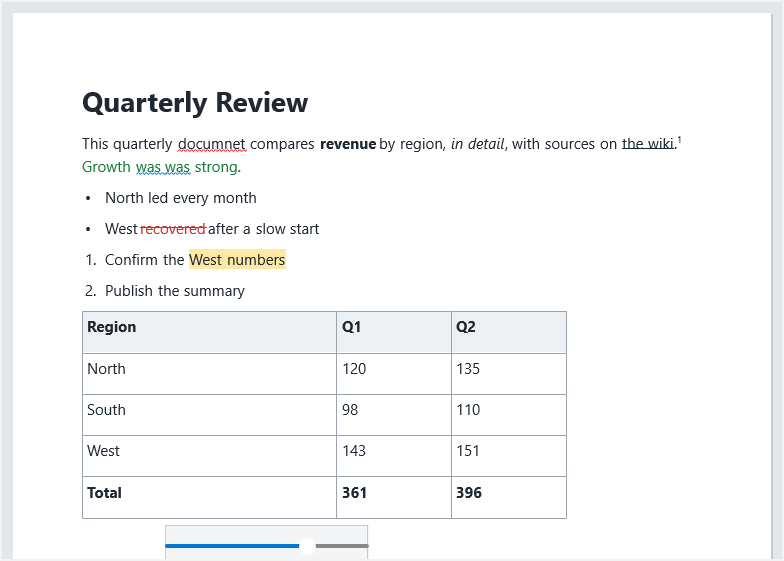 Quarterly Review
This quarterly documnet compares revenue by region, in detail, with sources on the wiki.¹
Growth was was strong.
• North led every month
• West recovered after a slow start
1. Confirm the West numbers
2. Publish the summary
Region Q1 Q2
North 120 135
South 98 110
West 143 151
Total 361 396